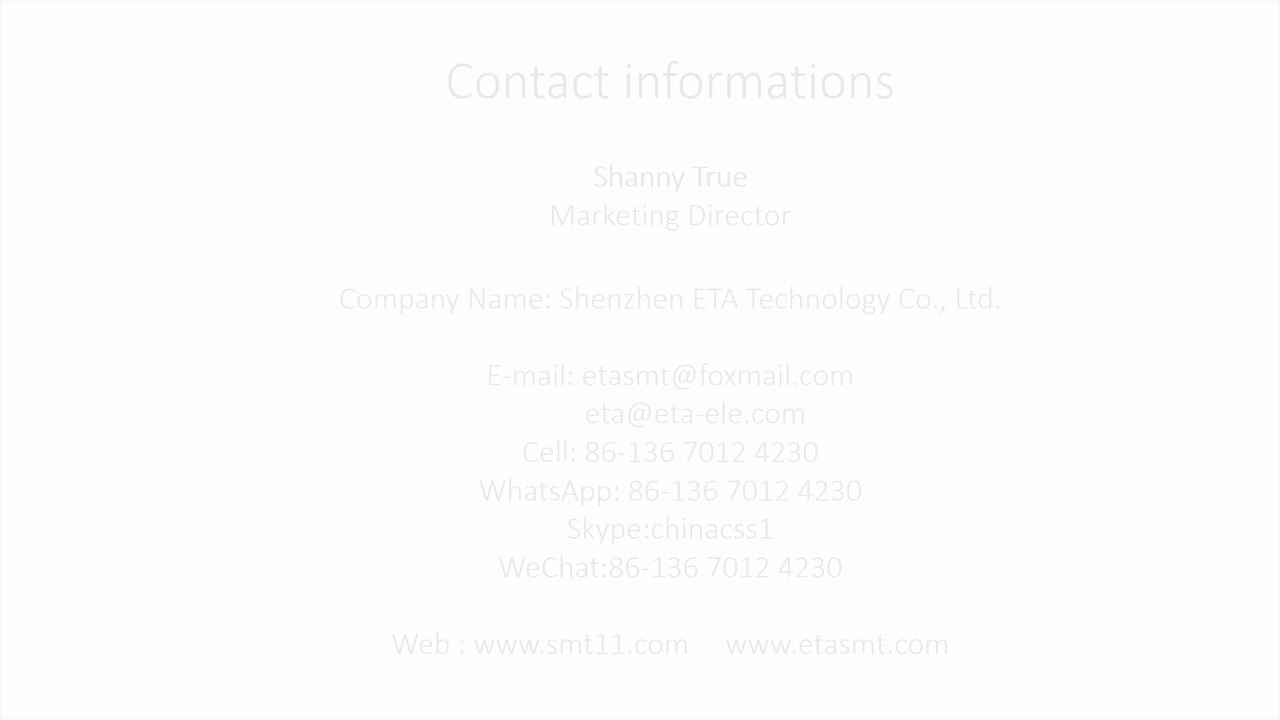 Contact informations
Shanny True
Marketing Director
Company Name: Shenzhen ETA Technology Co., Ltd.
E-mail: etasmt@foxmail.com
eta@eta-ele.com
Cell: 86-136 7012 4230
WhatsApp: 86-136 7012 4230
Skype:chinacss1
WeChat:86-136 7012 4230
Web : www.smt11.com www.etasmt.com